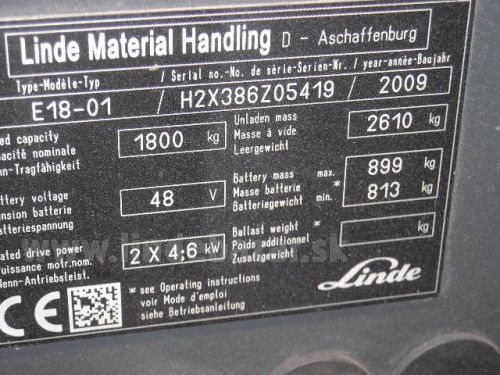 Linde Material Handling D - Aschaffenburg
Type-Modèle-Typ / Serial no.-No. de série-Serien-Nr. / year-année-Baujahr
E18-01 / H2X386Z05419 / 2009
ed capacity
acité nominale
nn-Tragfähigkeit
1800 kg
Unladen mass
Masse à vide
Leergewicht
2610 kg
ttery voltage
ension batterie
atteriespannung
48 V
Battery mass max.
Masse batterie *
Batteriegewicht min.
899 kg
813 kg
ated drive power
uissance motr.nom.
enn-Antriebsleist.
2 X 4,6 kW
Ballast weight *
Poids additionnel
Zusatzgewicht
kg
* see Operating instructions
voir Mode d'emploi
siehe Betriebsanleitung
CE
Linde